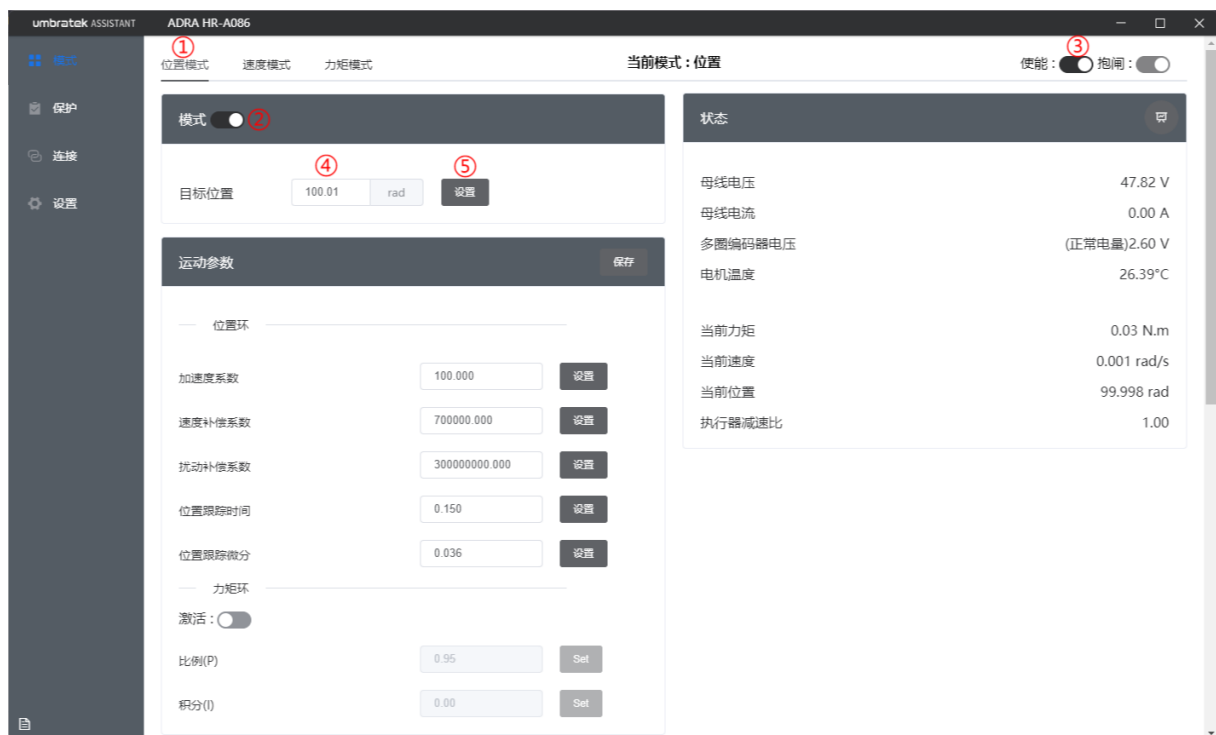 umbratek ASSISTANT
ADRA HR-A086
模式
保护
连接
设置
①
位置模式 速度模式 力矩模式
当前模式：位置
③
使能： 抱闸：
模式 ②
④ ⑤
目标位置 100.01 rad 设置
运动参数 保存
位置环
加速度系数 100.000 设置
速度补偿系数 700000.000 设置
扰动补偿系数 300000000.000 设置
位置跟踪时间 0.150 设置
位置跟踪微分 0.036 设置
力矩环
激活：
比例(P) 0.95 Set
积分(I) 0.00 Set
状态
母线电压 47.82 V
母线电流 0.00 A
多圈编码器电压 (正常电量)2.60 V
电机温度 26.39°C
当前力矩 0.03 N.m
当前速度 0.001 rad/s
当前位置 99.998 rad
执行器减速比 1.00